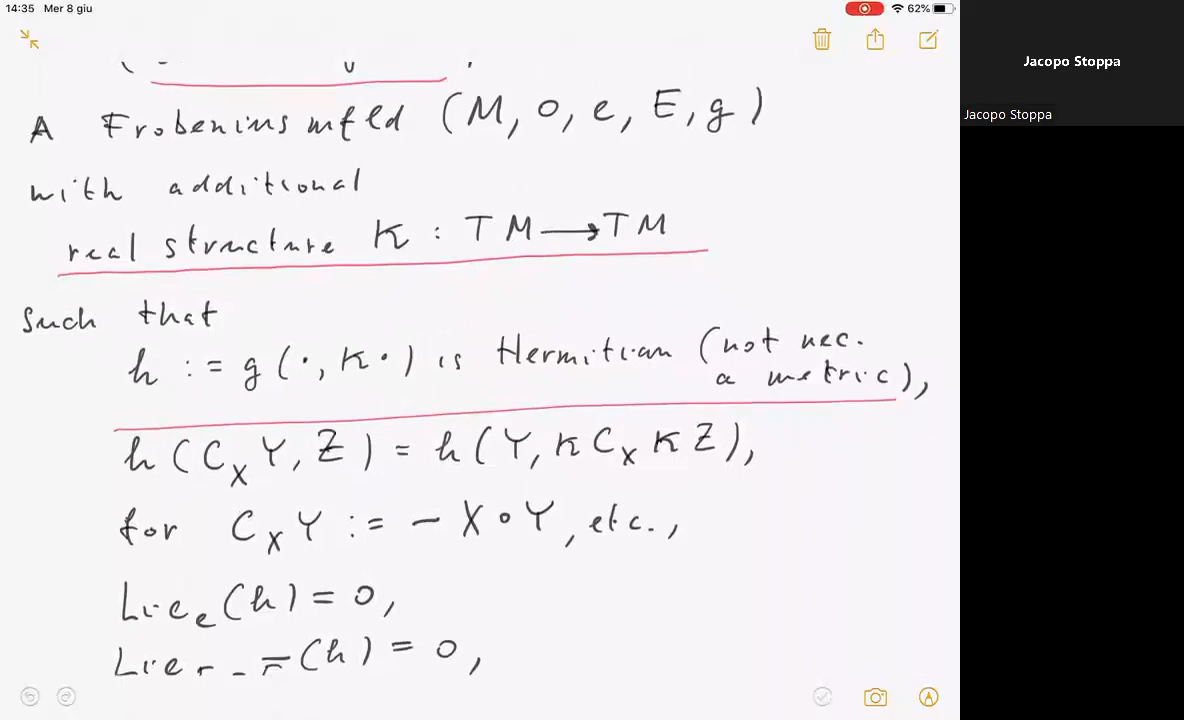 14:35 Mer 8 giu
62%
Jacopo Stoppa
Jacopo Stoppa
A Frobenius mfld (M, ∘, e, E, g)
with additional
real structure K : TM ⟶ TM
Such that
h := g(·, K·) is Hermitian (not nec.
a metric),
h(C_X Y, Z) = h(Y, K C_X K Z),
for C_X Y := - X ∘ Y, etc.,
Lie_e(h) = 0,
(h) = 0,